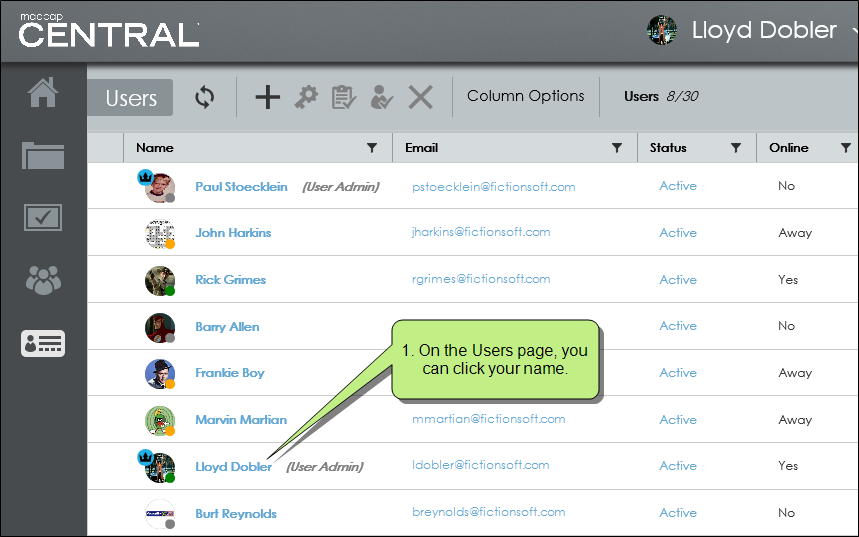 madcap
CENTRAL
Lloyd Dobler
Users
Column Options
Users 8/30
Name Email Status Online
Paul Stoecklein (User Admin) pstoecklein@fictionsoft.com Active No
John Harkins jharkins@fictionsoft.com Active Away
Rick Grimes rgrimes@fictionsoft.com Active Yes
Barry Allen Active No
1. On the Users page, you
can click your name.
Frankie Boy Active Away
Marvin Martian mmartian@fictionsoft.com Active Away
Lloyd Dobler (User Admin) ldobler@fictionsoft.com Active Yes
Burt Reynolds breynolds@fictionsoft.com Active No